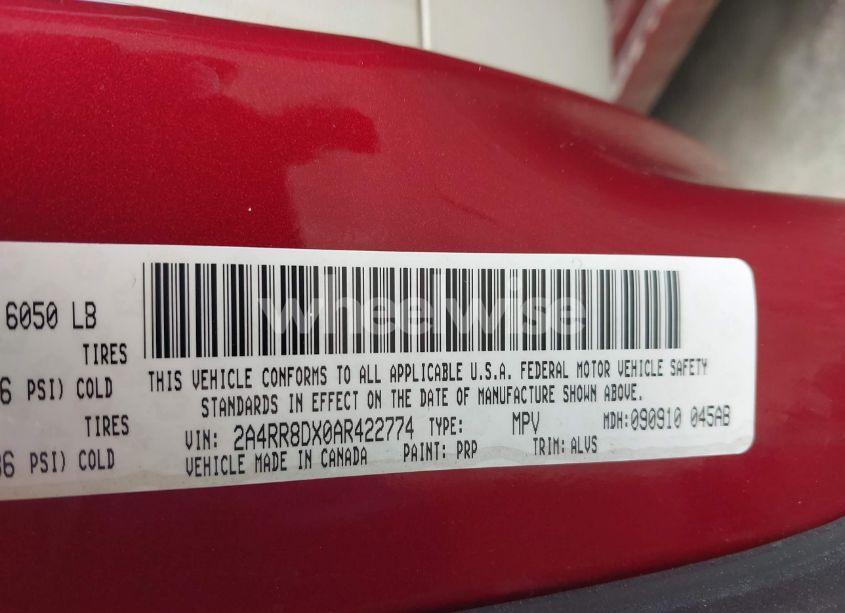 6050 LB
TIRES
6 PSI) COLD
TIRES
36 PSI) COLD
wheelwise
THIS VEHICLE CONFORMS TO ALL APPLICABLE U.S.A. FEDERAL MOTOR VEHICLE SAFETY
STANDARDS IN EFFECT ON THE DATE OF MANUFACTURE SHOWN ABOVE.
VIN: 2A4RR8DX0AR422774 TYPE: MPV MDH:090910 045AB
VEHICLE MADE IN CANADA PAINT: PRP TRIM: ALVS